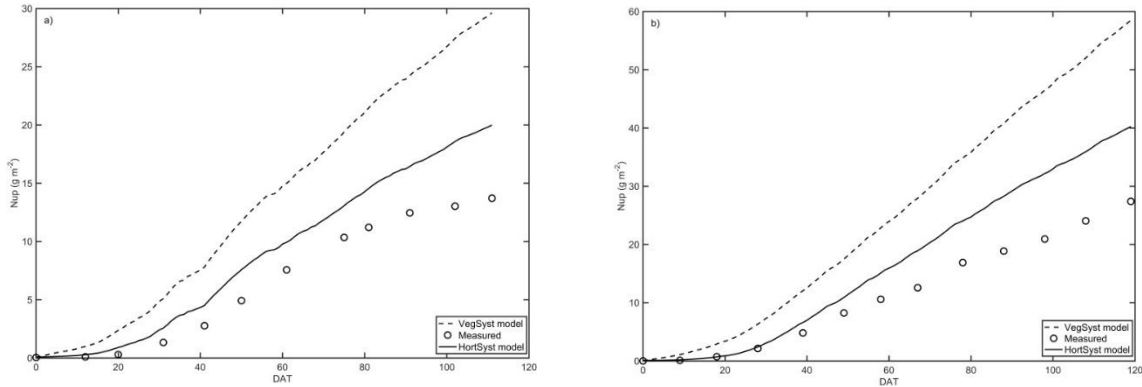 a)
30
25
20
15
10
5
0
Nup (g m-2)
0 20 40 60 80 100 120
DAT
VegSyst model
Measured
HortSyst model
b)
60
50
40
30
20
10
0
Nup (g m-2)
0 20 40 60 80 100 120
DAT
VegSyst model
Measured
HortSyst model